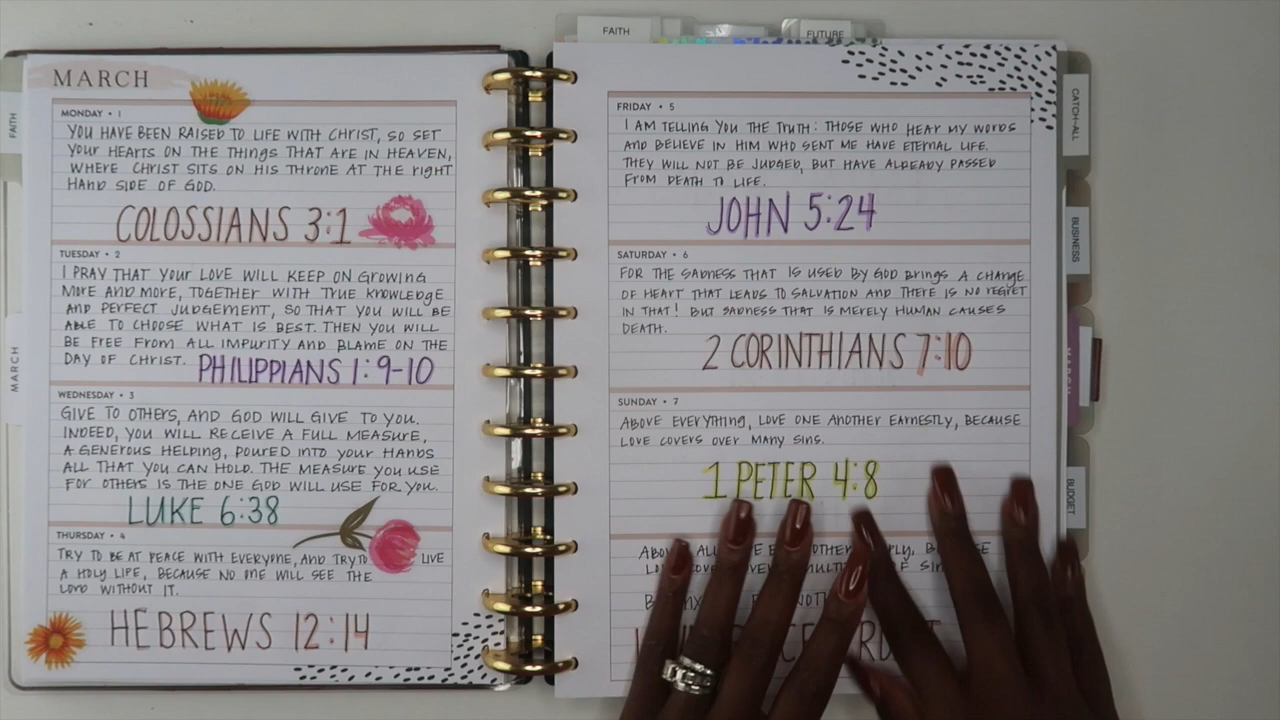 FAITH
FUTURE
MARCH
MONDAY • 1
YOU HAVE BEEN RAISED TO LIFE WITH CHRIST, SO SET
YOUR HEARTS ON THE THINGS THAT ARE IN HEAVEN,
WHERE CHRIST SITS ON HIS THRONE AT THE RIGHT
HAND SIDE OF GOD.
COLOSSIANS 3:1
TUESDAY • 2
I PRAY THAT YOUR LOVE WILL KEEP ON GROWING
MORE AND MORE, TOGETHER WITH TRUE KNOWLEDGE
AND PERFECT JUDGEMENT, SO THAT YOU WILL BE
ABLE TO CHOOSE WHAT IS BEST. THEN YOU WILL
BE FREE FROM ALL IMPURITY AND BLAME ON THE
DAY OF CHRIST.
PHILIPPIANS 1:9-10
WEDNESDAY • 3
GIVE TO OTHERS, AND GOD WILL GIVE TO YOU.
INDEED, YOU WILL RECEIVE A FULL MEASURE,
A GENEROUS HELPING, POURED INTO YOUR HANDS
ALL THAT YOU CAN HOLD. THE MEASURE YOU USE
FOR OTHERS IS THE ONE GOD WILL USE FOR YOU.
LUKE 6:38
THURSDAY • 4
TRY TO BE AT PEACE WITH EVERYONE, AND TRY TO LIVE
A HOLY LIFE, BECAUSE NO ONE WILL SEE THE
LORD WITHOUT IT.
HEBREWS 12:14
FAITH
MARCH
FRIDAY • 5
I AM TELLING YOU THE TRUTH: THOSE WHO HEAR MY WORDS
AND BELIEVE IN HIM WHO SENT ME HAVE ETERNAL LIFE.
THEY WILL NOT BE JUDGED, BUT HAVE ALREADY PASSED
FROM DEATH TO LIFE.
JOHN 5:24
SATURDAY • 6
FOR THE SADNESS THAT IS USED BY GOD BRINGS A CHANGE
OF HEART THAT LEADS TO SALVATION AND THERE IS NO REGRET
IN THAT! BUT SADNESS THAT IS MERELY HUMAN CAUSES
DEATH.
2 CORINTHIANS 7:10
SUNDAY • 7
ABOVE EVERYTHING, LOVE ONE ANOTHER EARNESTLY, BECAUSE
LOVE COVERS OVER MANY SINS.
1 PETER 4:8
CATCH-ALL
BUSINESS
MARCH
BUDGET